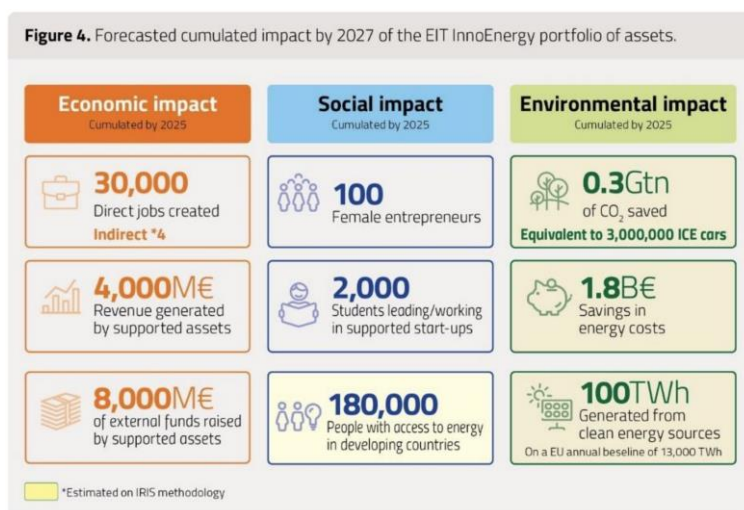 Figure 4. Forecasted cumulated impact by 2027 of the EIT InnoEnergy portfolio of assets.
Economic impact
Cumulated by 2025
30,000
Direct jobs created
Indirect *4
4,000M€
Revenue generated
by supported assets
8,000M€
of external funds raised
by supported assets
Social impact
Cumulated by 2025
100
Female entrepreneurs
2,000
Students leading/working
in supported start-ups
180,000
People with access to energy
in developing countries
Environmental impact
Cumulated by 2025
0.3Gtn
of CO₂ saved
Equivalent to 3,000,000 ICE cars
1.8B€
Savings in
energy costs
100TWh
Generated from
clean energy sources
On a EU annual baseline of 13,000 TWh
*Estimated on IRIS methodology